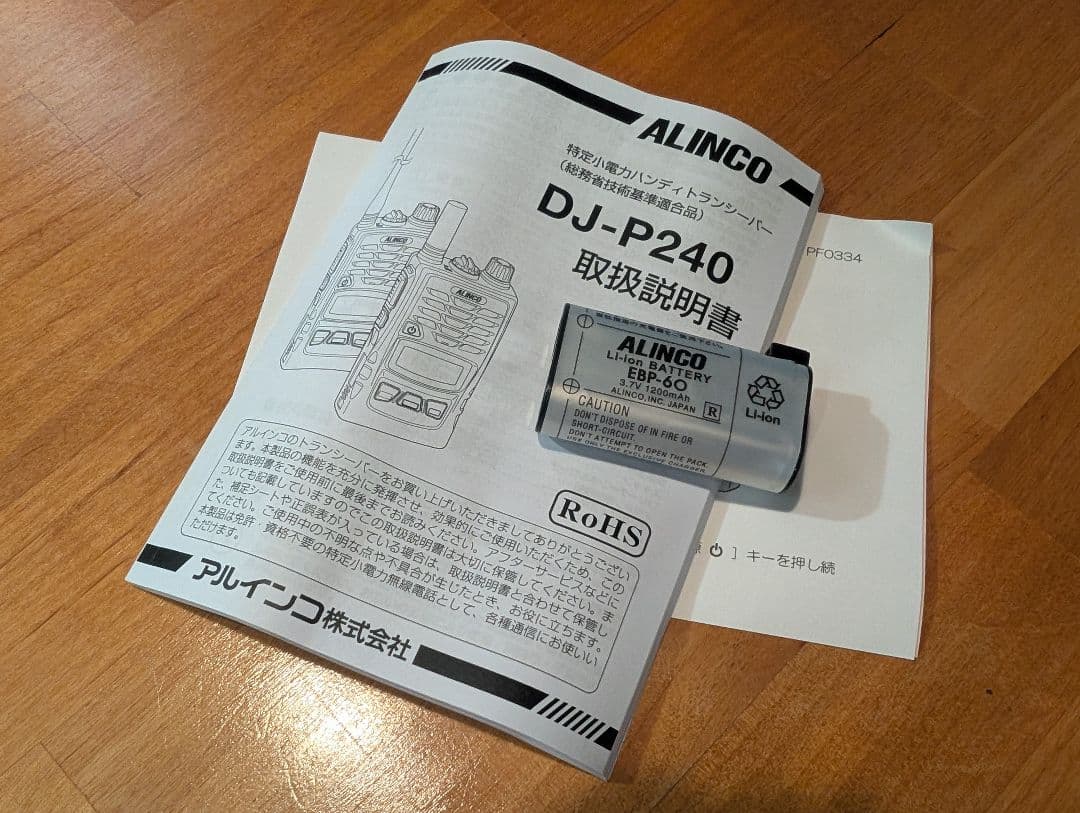 ALINCO
特定小電力ハンディトランシーバー
(総務省技術基準適合品)
DJ-P240
取扱説明書
ALINCO
ALINCO
RoHS
アルインコのトランシーバーをお買い上げいただきましてありがとうござい
ます。本製品の機能を充分に発揮させ、効果的にご使用いただくため、この
取扱説明書をご使用前に最後までお読みください。アフターサービスなどに
ついても記載していますのでこの取扱説明書は大切に保管してください。ま
た、補足シートや正誤表が入っている場合は、取扱説明書と合わせて保管し
てください。ご使用中の不明な点や不具合が生じたとき、お役に立ちます。
本製品は免許・資格不要の特定小電力無線電話として、各種通信にお使いい
ただけます。
アルインコ株式会社
ALINCO
Li-ion BATTERY
EBP-60
3.7V 1200mAh
ALINCO, INC. JAPAN
R
CAUTION
DON'T DISPOSE OF IN FIRE OR
SHORT-CIRCUIT.
DON'T ATTEMPT TO OPEN THE PACK.
USE ONLY THE EXCLUSIVE CHARGER.
Li-ion
PF0334
] キーを押し続